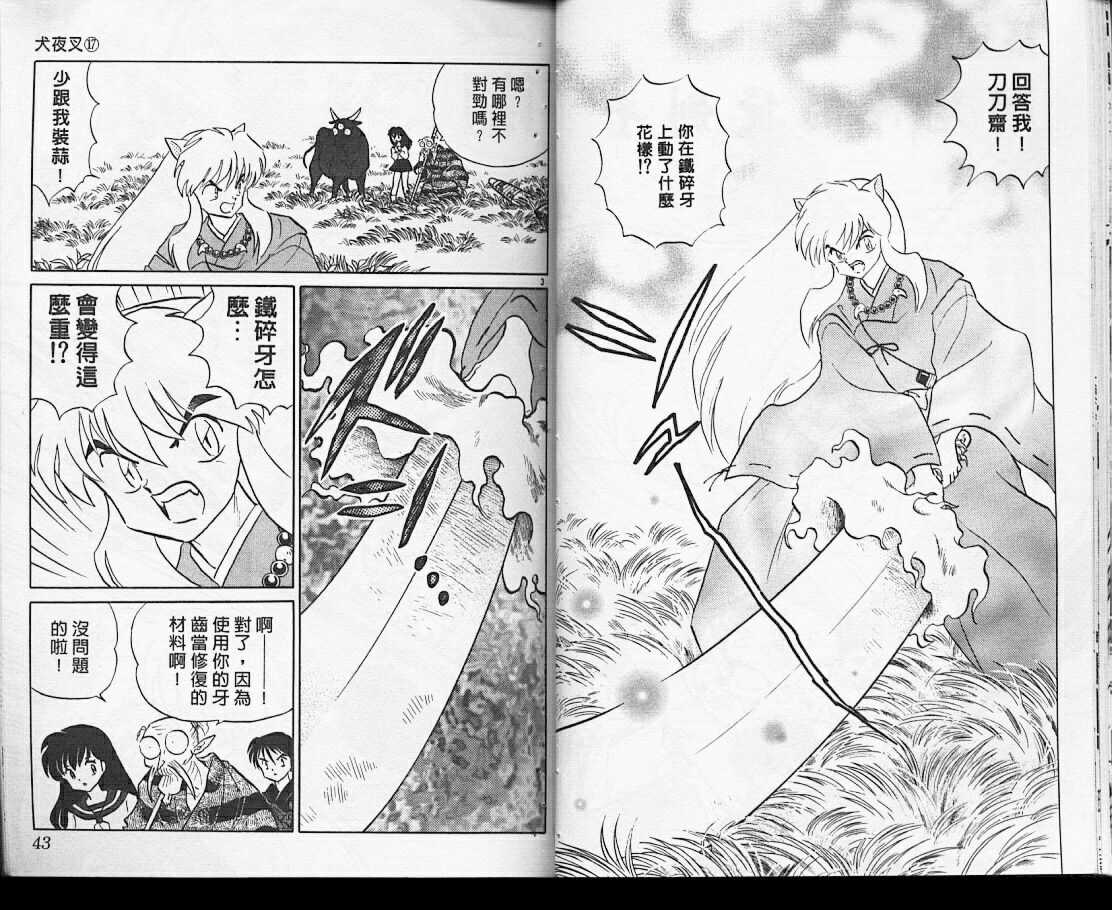 回答我！
刀刀齋！
你在鐵碎牙
上動了什麼
花樣!?
犬夜叉⑰
嗯？
有哪裡不
對勁嗎？
少跟我裝蒜！
鐵碎牙怎
麼…
會變得這
麼重!?
啊——！
對了，因為
使用你的牙
齒當修復的
材料啊！
沒問題
的啦！
43